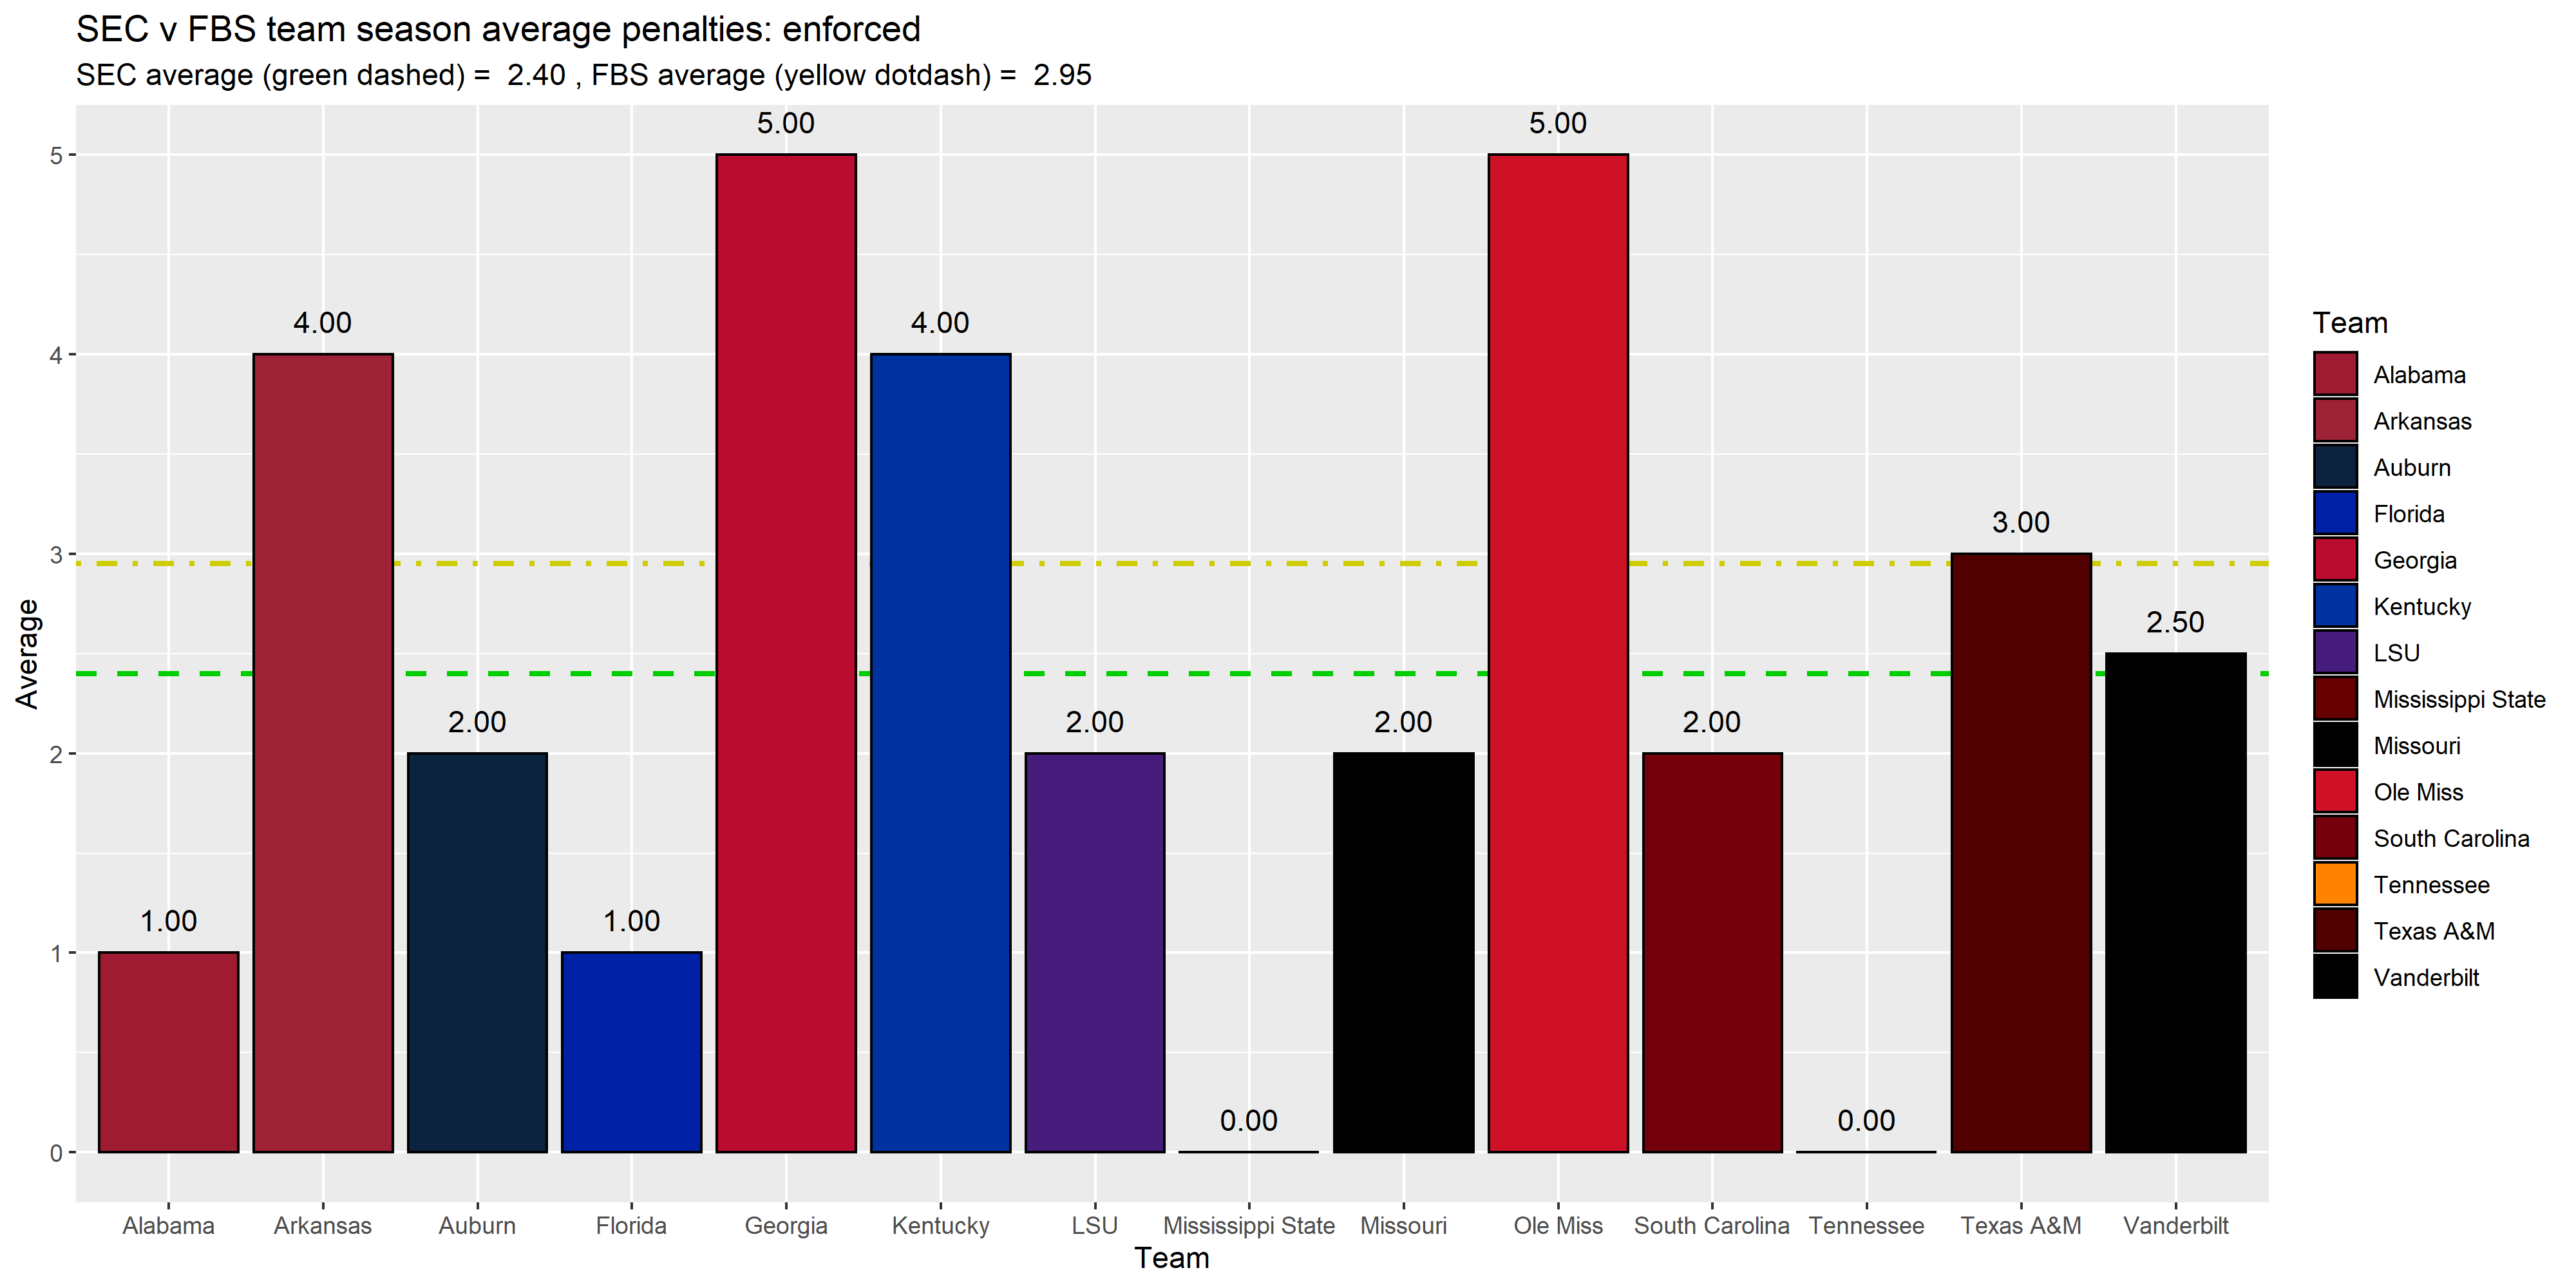 SEC v FBS team season average penalties: enforced
SEC average (green dashed) =  2.40 , FBS average (yellow dotdash) =  2.95
5.00
5.00
5
4.00
4.00
4
3.00
3
2.50
2.00
2.00
2.00
2.00
2
1.00
1.00
1
0.00
0.00
0
Average
Alabama
Arkansas
Auburn
Florida
Georgia
Kentucky
LSU
Mississippi State
Missouri
Ole Miss
South Carolina
Tennessee
Texas A&M
Vanderbilt
Team
Team
Alabama
Arkansas
Auburn
Florida
Georgia
Kentucky
LSU
Mississippi State
Missouri
Ole Miss
South Carolina
Tennessee
Texas A&M
Vanderbilt